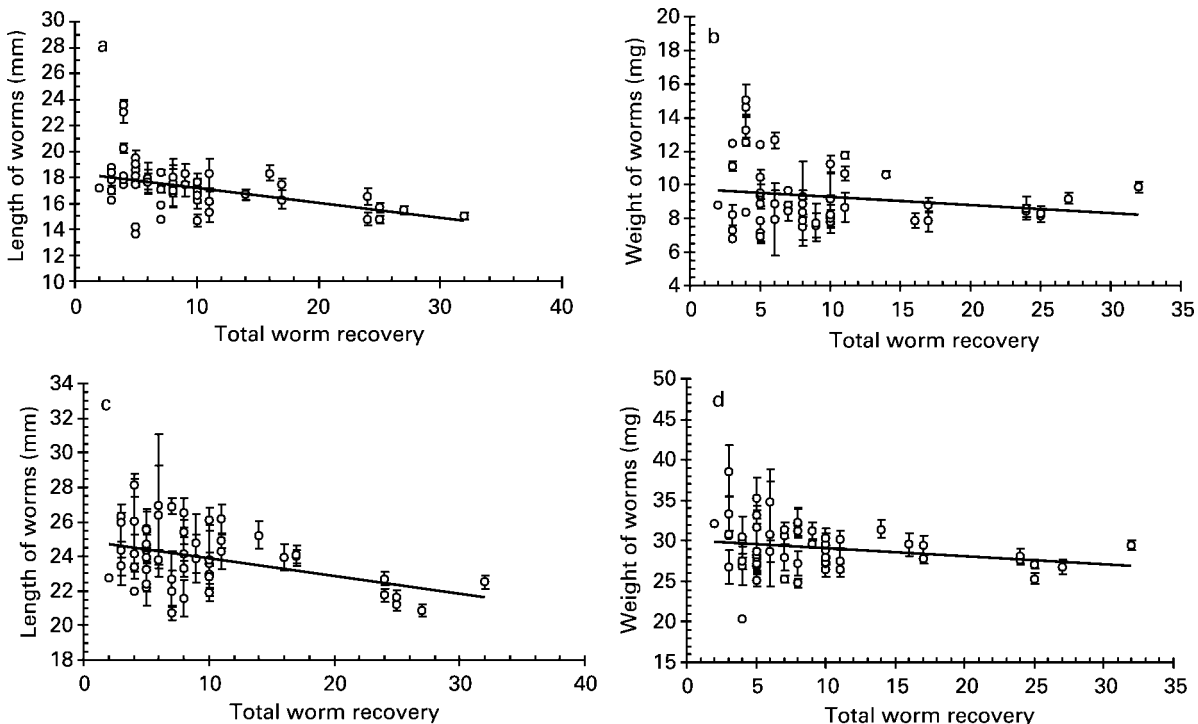 a
Length of worms (mm)
30
28
26
24
22
20
18
16
14
12
10
0 10 20 30 40
Total worm recovery
b
Weight of worms (mg)
20
18
16
14
12
10
8
6
4
0 5 10 15 20 25 30 35
Total worm recovery
c
Length of worms (mm)
34
32
30
28
26
24
22
20
18
0 10 20 30 40
Total worm recovery
d
Weight of worms (mg)
50
45
40
35
30
25
20
15
0 5 10 15 20 25 30 35
Total worm recovery